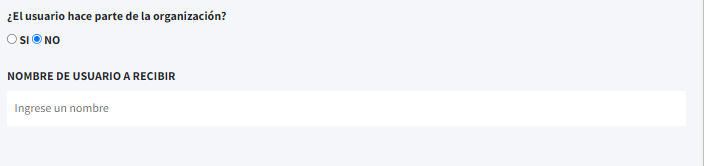 ¿El usuario hace parte de la organización?
SI NO
NOMBRE DE USUARIO A RECIBIR
Ingrese un nombre